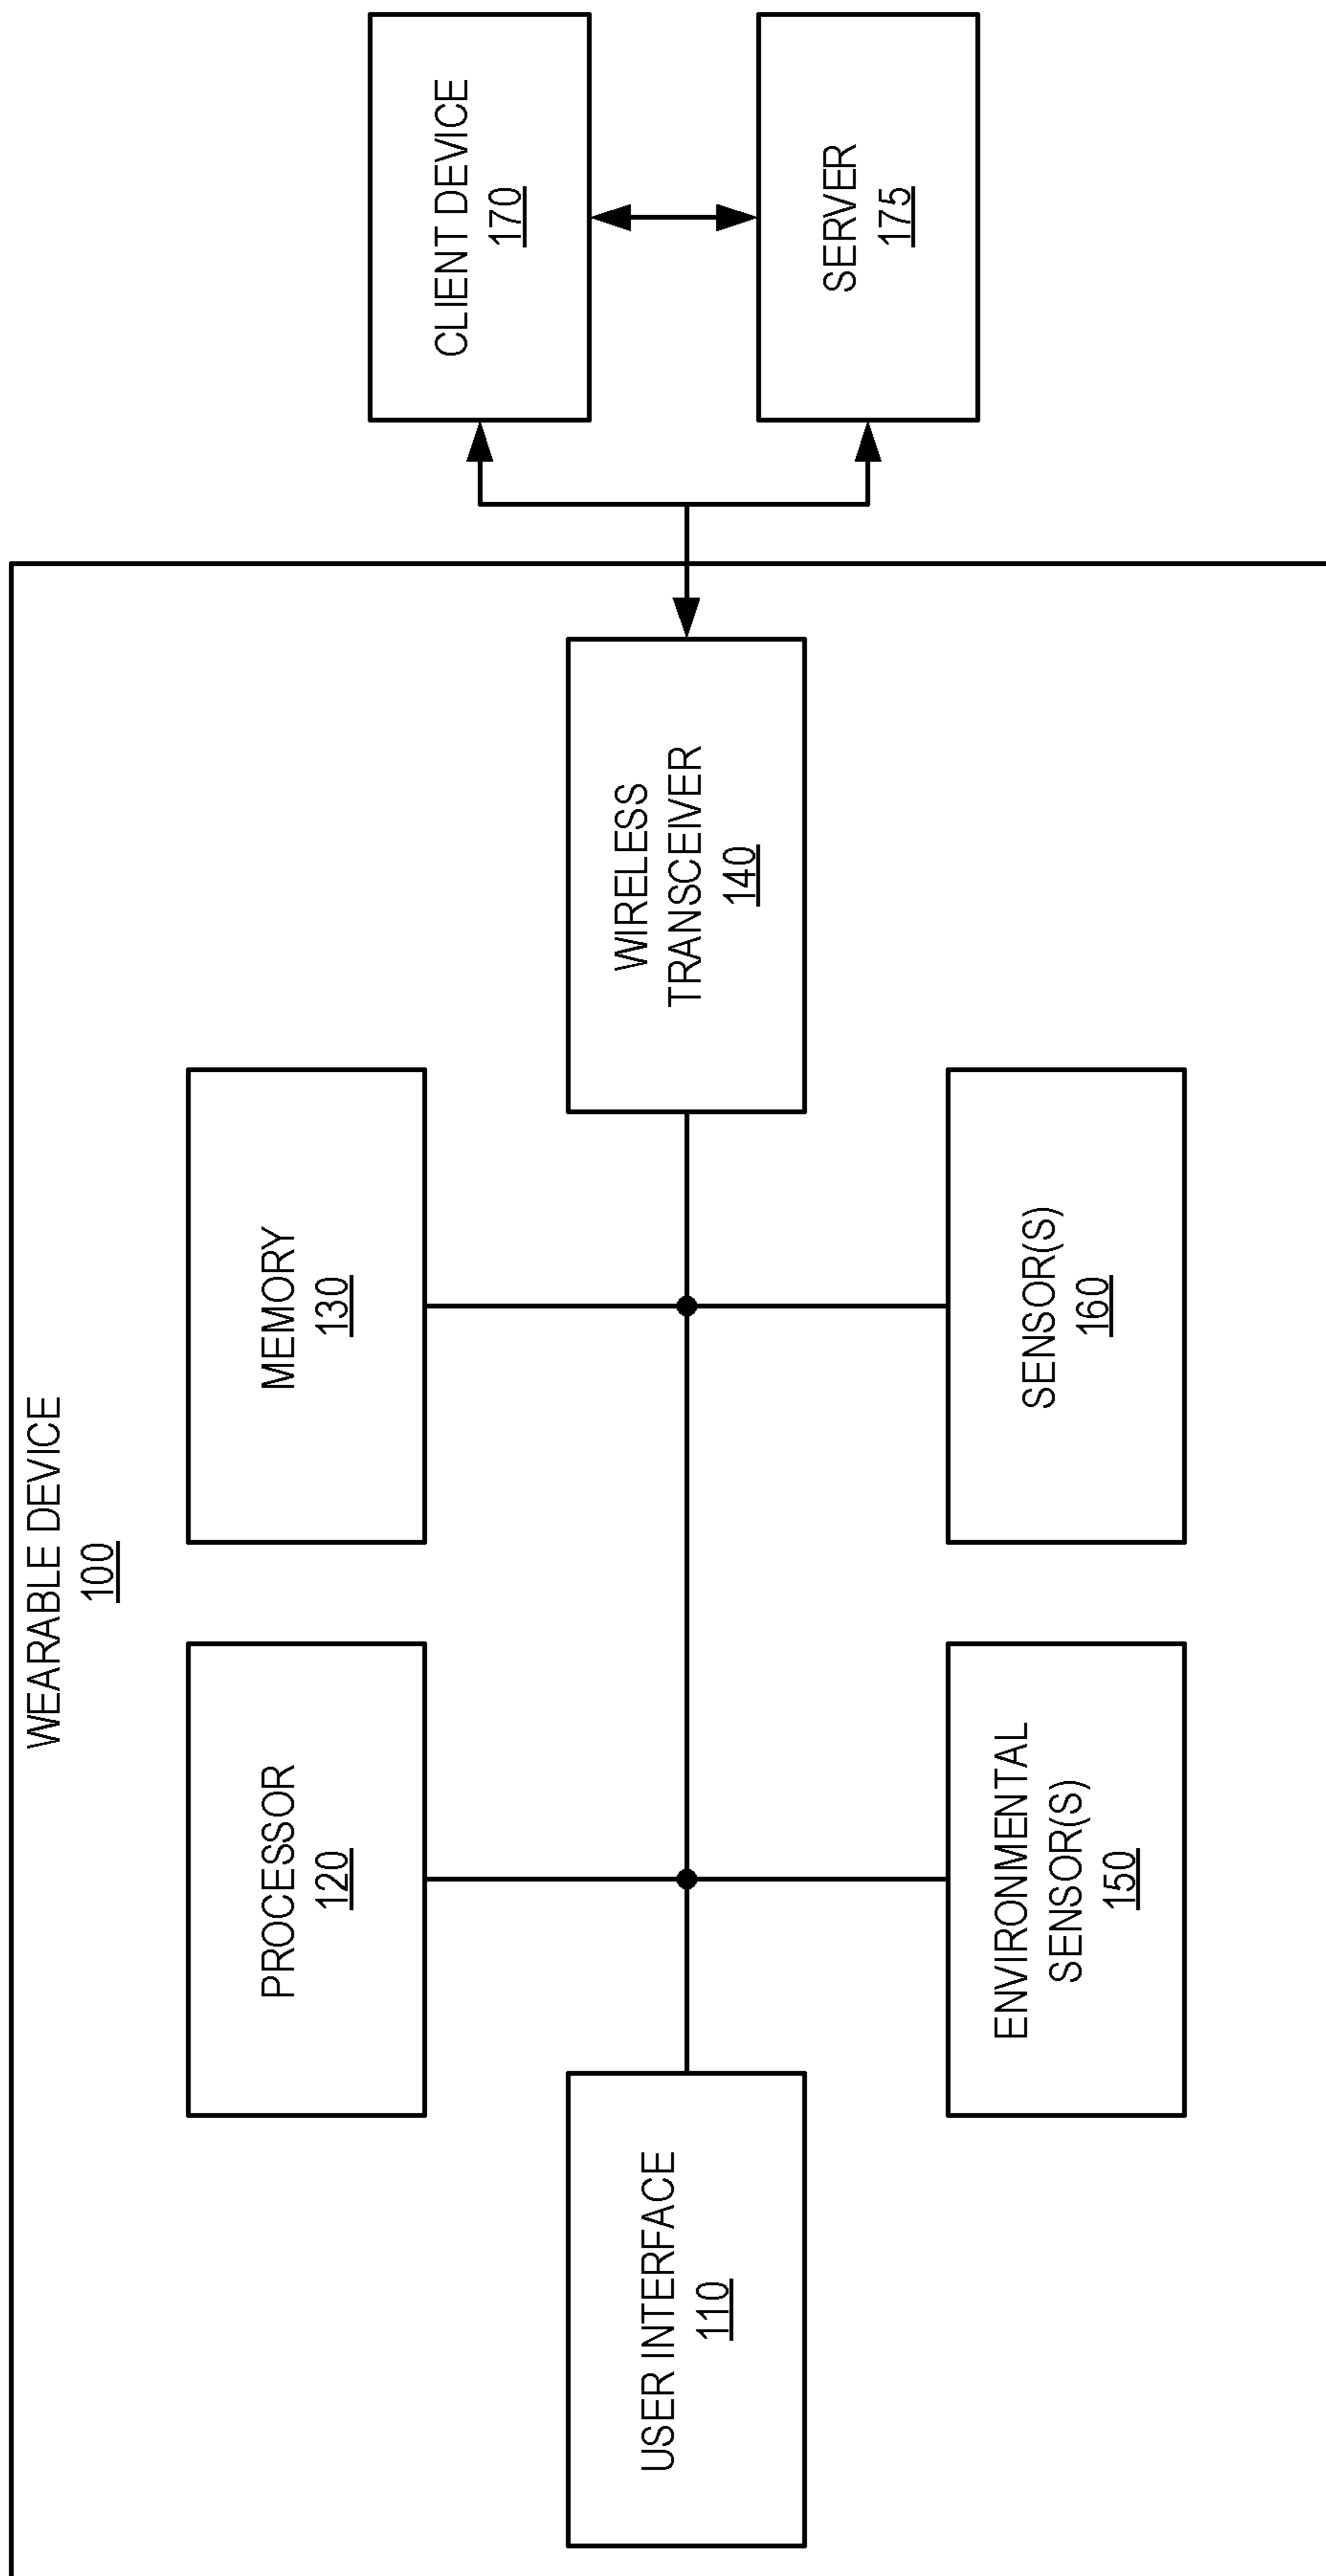 WEARABLE DEVICE
100
PROCESSOR
120
MEMORY
130
USER INTERFACE
110
WIRELESS
TRANSCEIVER
140
ENVIRONMENTAL
SENSOR(S)
150
SENSOR(S)
160
CLIENT DEVICE
170
SERVER
175